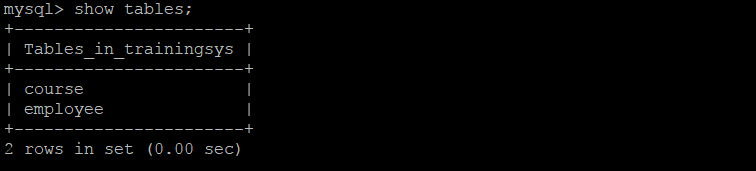 mysql> show tables;
+-----------------------+
| Tables_in_trainingsys |
+-----------------------+
| course                |
| employee              |
+-----------------------+
2 rows in set (0.00 sec)